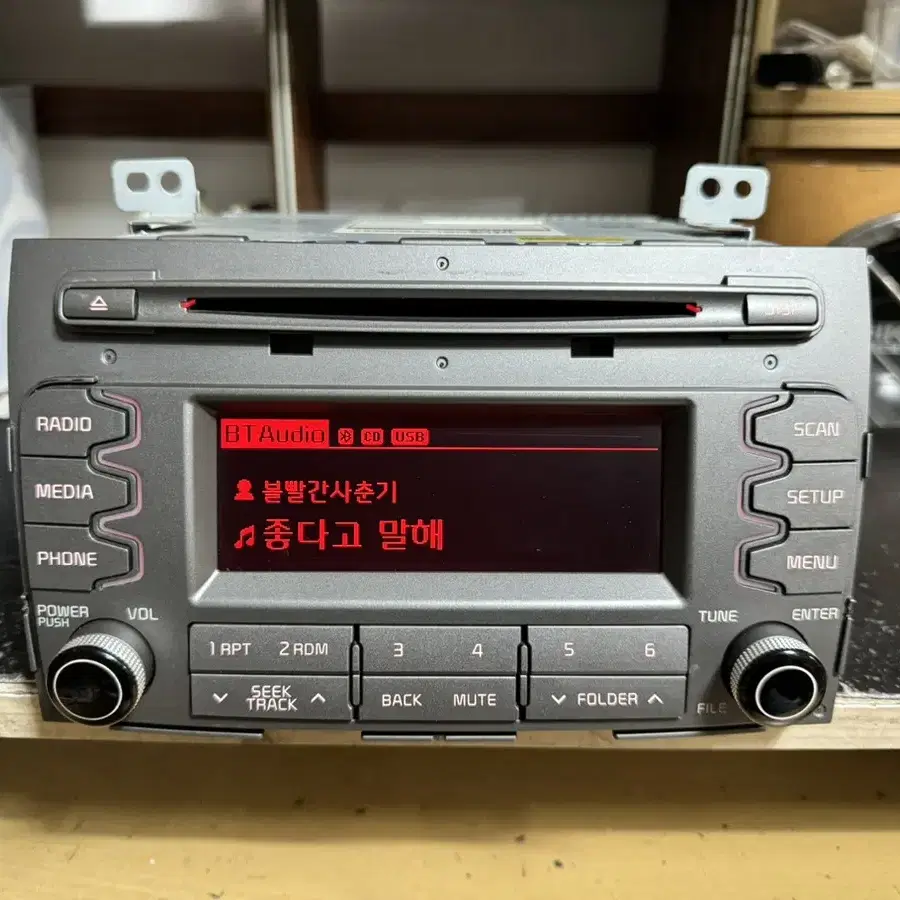 DISP
RADIO
MEDIA
PHONE
BTAudio CD USB
볼빨간사춘기
좋다고 말해
SCAN
SETUP
MENU
POWER
PUSH
VOL
TUNE
ENTER
1 RPT 2 RDM 3 4 5 6
SEEK
TRACK
BACK MUTE
FOLDER
FILE